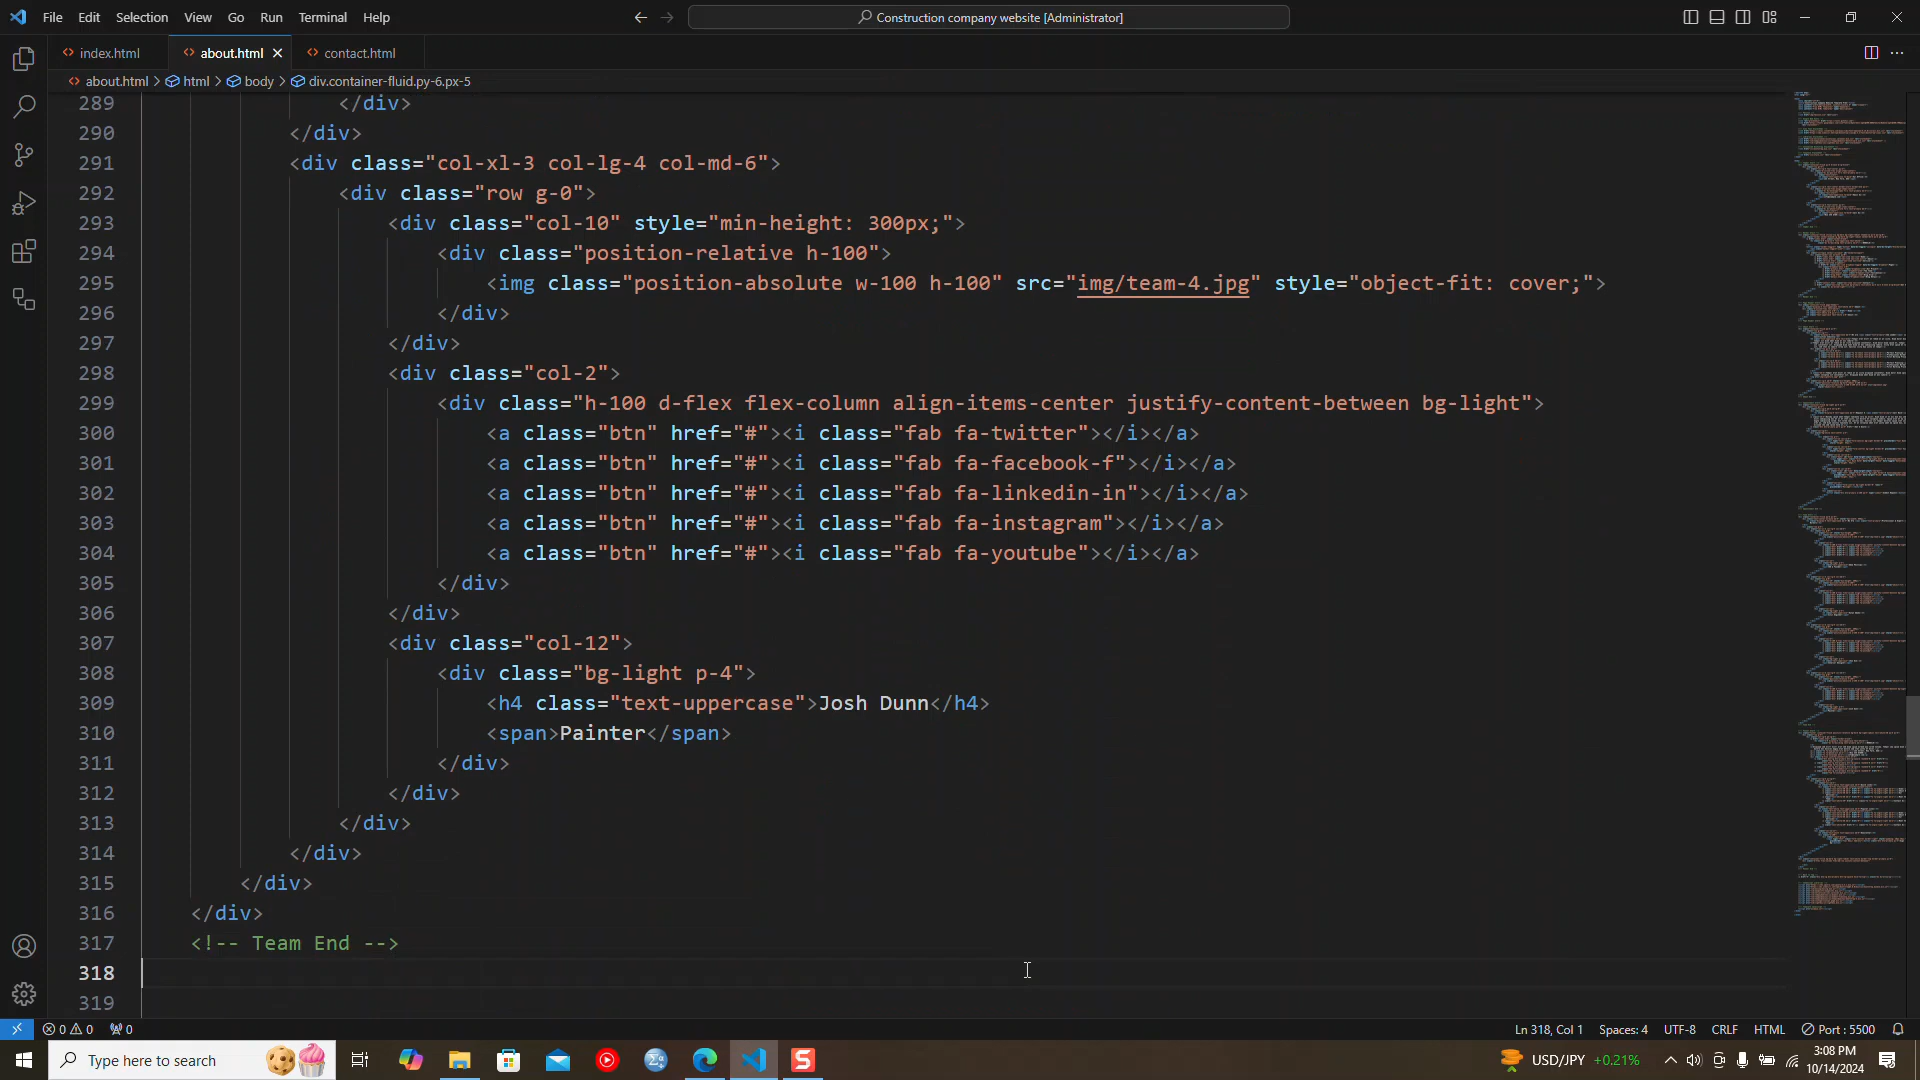 File Edit Selection View Go Run Terminal Help
Construction company website [Administrator]
index.html about.html contact.html
about.html > html > body > div.container-fluid.py-6.px-5
289 </div>
290 </div>
291 <div class="col-xl-3 col-lg-4 col-md-6">
292 <div class="row g-0">
293 <div class="col-10" style="min-height: 300px;">
294 <div class="position-relative h-100">
295 <img class="position-absolute w-100 h-100" src="img/team-4.jpg" style="object-fit: cover;">
296 </div>
297 </div>
298 <div class="col-2">
299 <div class="h-100 d-flex flex-column align-items-center justify-content-between bg-light">
300 <a class="btn" href="#"><i class="fab fa-twitter"></i></a>
301 <a class="btn" href="#"><i class="fab fa-facebook-f"></i></a>
302 <a class="btn" href="#"><i class="fab fa-linkedin-in"></i></a>
303 <a class="btn" href="#"><i class="fab fa-instagram"></i></a>
304 <a class="btn" href="#"><i class="fab fa-youtube"></i></a>
305 </div>
306 </div>
307 <div class="col-12">
308 <div class="bg-light p-4">
309 <h4 class="text-uppercase">Josh Dunn</h4>
310 <span>Painter</span>
311 </div>
312 </div>
313 </div>
314 </div>
315 </div>
316 </div>
317 <!-- Team End -->
318
319
0 0 0 Ln 318, Col 1 Spaces: 4 UTF-8 CRLF HTML Port : 5500
Type here to search USD/JPY +0.21% 3:08 PM
10/14/2024